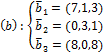 (b): { b̄₁ = (7,1,3)
b̄₂ = (0,3,1)
b̄₃ = (8,0,8)